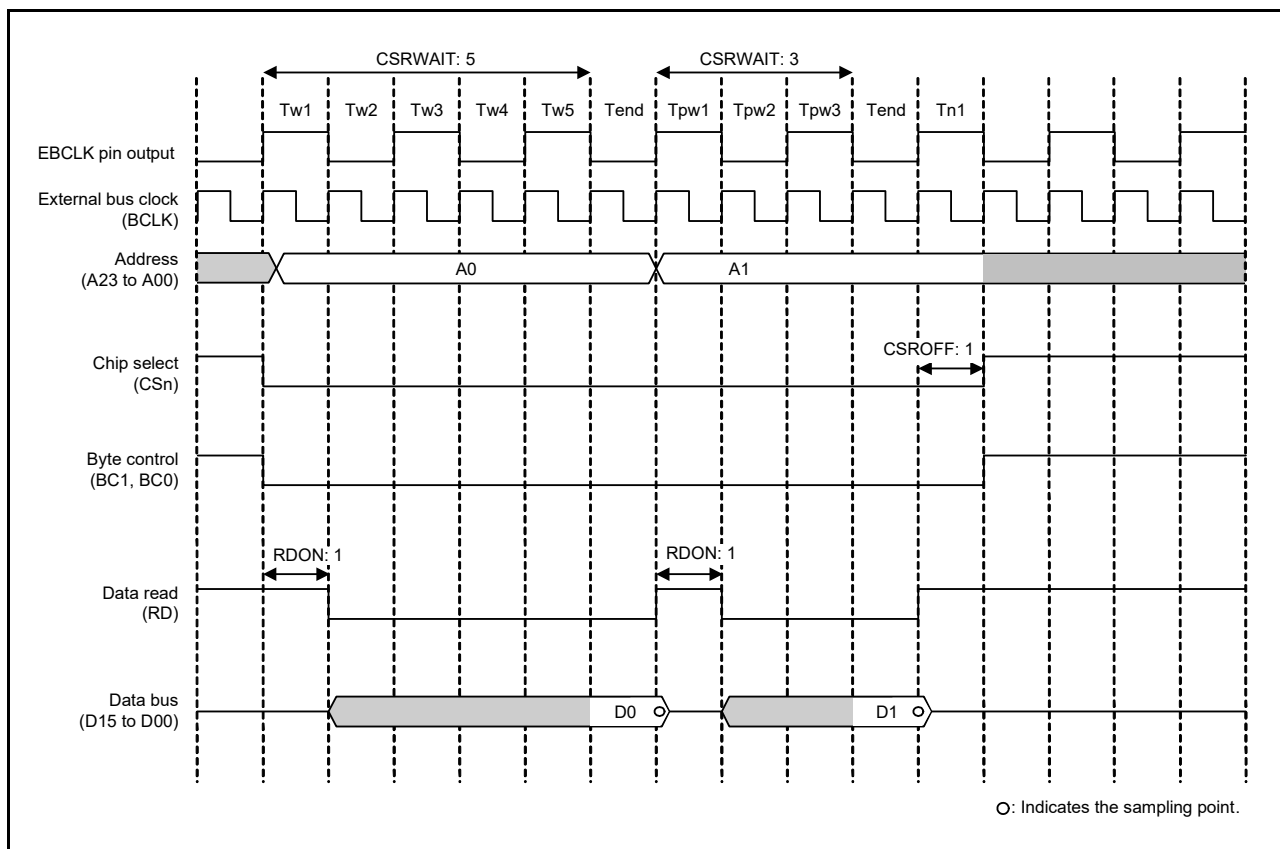 CSRWAIT: 5 CSRWAIT: 3
Tw1 Tw2 Tw3 Tw4 Tw5 Tend Tpw1 Tpw2 Tpw3 Tend Tn1
EBCLK pin output
External bus clock
(BCLK)
Address
(A23 to A00)
A0 A1
CSROFF: 1
Chip select
(CSn)
Byte control
(BC1, BC0)
RDON: 1 RDON: 1
Data read
(RD)
Data bus
(D15 to D00)
D0 D1
O: Indicates the sampling point.